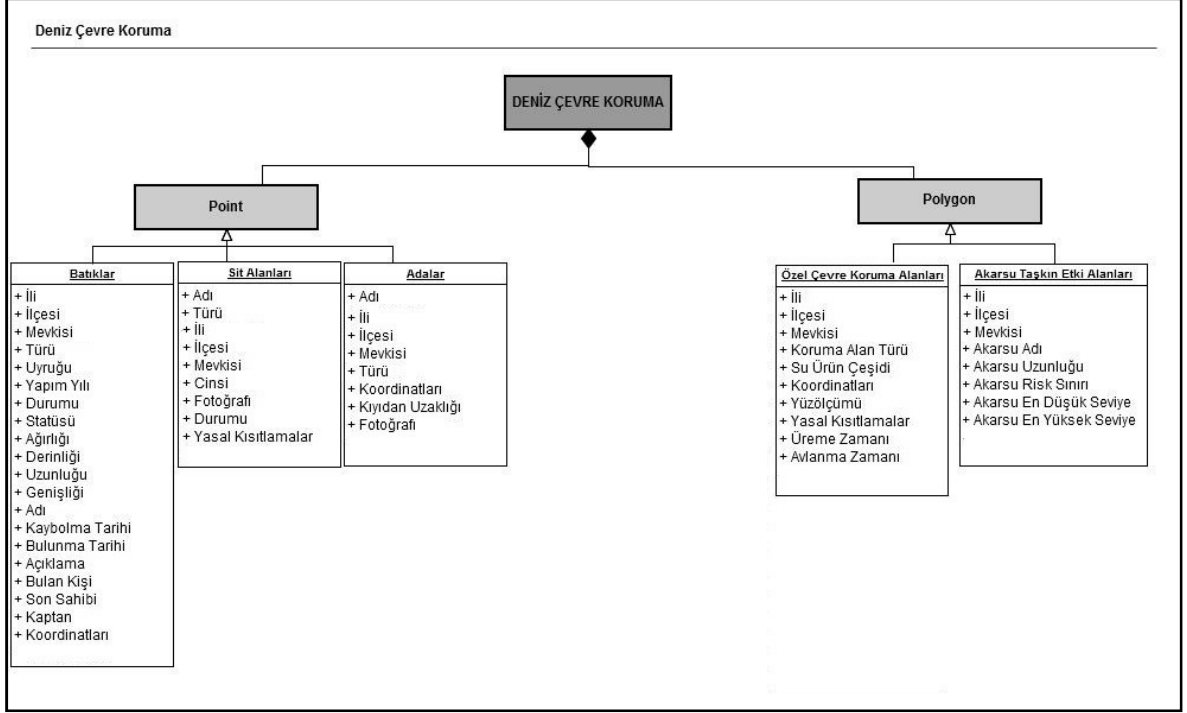 Deniz Çevre Koruma
DENİZ ÇEVRE KORUMA
Point
Polygon
Batıklar
+ İli
+ İlçesi
+ Mevkisi
+ Türü
+ Uyruğu
+ Yapım Yılı
+ Durumu
+ Statüsü
+ Ağırlığı
+ Derinliği
+ Uzunluğu
+ Genişliği
+ Adı
+ Kaybolma Tarihi
+ Bulunma Tarihi
+ Açıklama
+ Bulan Kişi
+ Son Sahibi
+ Kaptan
+ Koordinatları
Sit Alanları
+ Adı
+ Türü
+ İli
+ İlçesi
+ Mevkisi
+ Cinsi
+ Fotoğrafı
+ Durumu
+ Yasal Kısıtlamalar
Adalar
+ Adı
+ İli
+ İlçesi
+ Mevkisi
+ Türü
+ Koordinatları
+ Kıyıdan Uzaklığı
+ Fotoğrafı
Özel Çevre Koruma Alanları
+ İli
+ İlçesi
+ Mevkisi
+ Koruma Alan Türü
+ Su Ürün Çeşidi
+ Koordinatları
+ Yüzölçümü
+ Yasal Kısıtlamalar
+ Üreme Zamanı
+ Avlanma Zamanı
Akarsu Taşkın Etki Alanları
+ İli
+ İlçesi
+ Mevkisi
+ Akarsu Adı
+ Akarsu Uzunluğu
+ Akarsu Risk Sınırı
+ Akarsu En Düşük Seviye
+ Akarsu En Yüksek Seviye